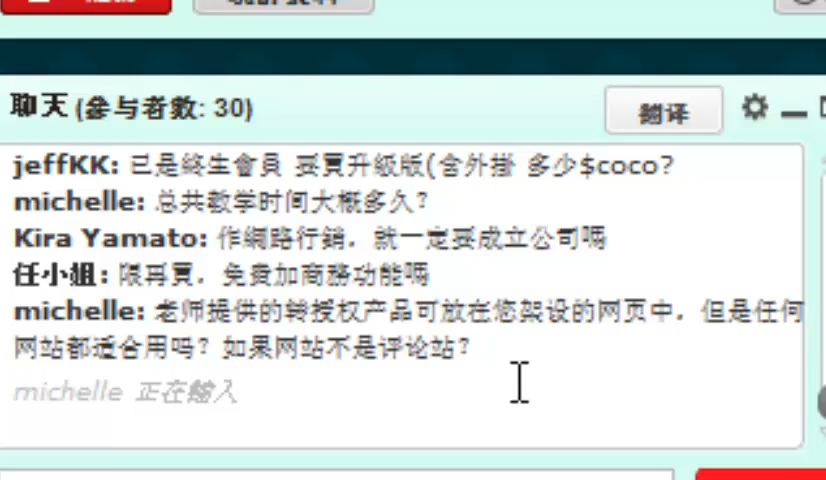 聊天 (參与者數: 30)
翻译
jeffKK: 已是終生會員 要買升級版(含外掛 多少$coco?
michelle: 总共教学时间大概多久?
Kira Yamato: 作網路行銷，就一定要成立公司嗎
任小姐: 限再買，免費加商務功能嗎
michelle: 老师提供的转授权产品可放在您架设的网页中，但是任何
网站都适合用吗? 如果网站不是评论站?
michelle 正在輸入